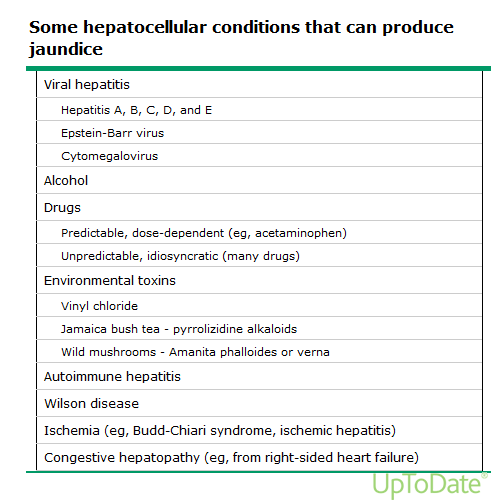 Some hepatocellular conditions that can produce
jaundice
Viral hepatitis
Hepatitis A, B, C, D, and E
Epstein-Barr virus
Cytomegalovirus
Alcohol
Drugs
Predictable, dose-dependent (eg, acetaminophen)
Unpredictable, idiosyncratic (many drugs)
Environmental toxins
Vinyl chloride
Jamaica bush tea - pyrrolizidine alkaloids
Wild mushrooms - Amanita phalloides or verna
Autoimmune hepatitis
Wilson disease
Ischemia (eg, Budd-Chiari syndrome, ischemic hepatitis)
Congestive hepatopathy (eg, from right-sided heart failure)
UpToDate®